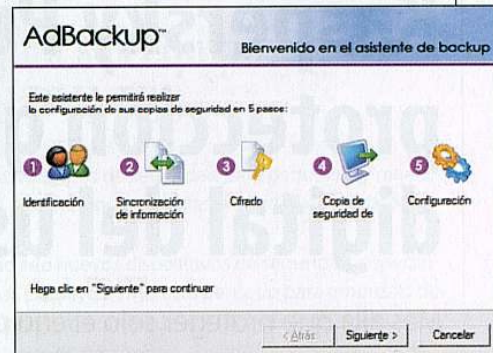 AdBackup™
Bienvenido en el asistente de backup
Este asistente le permitirá realizar
la configuración de sus copias de seguridad en 5 pasos:
1
2
3
4
5
Identificación
Sincronización
de información
Cifrado
Copia de
seguridad de
Configuración
Haga clic en "Siguiente" para continuar
< Atrás
Siguiente >
Cancelar